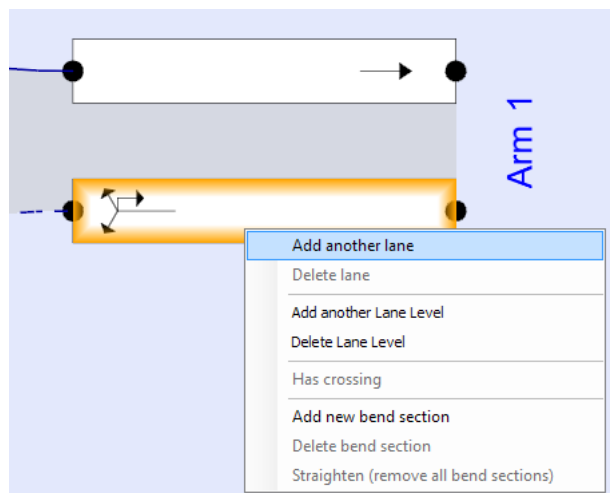 Arm 1
Add another lane
Delete lane
Add another Lane Level
Delete Lane Level
Has crossing
Add new bend section
Delete bend section
Straighten (remove all bend sections)